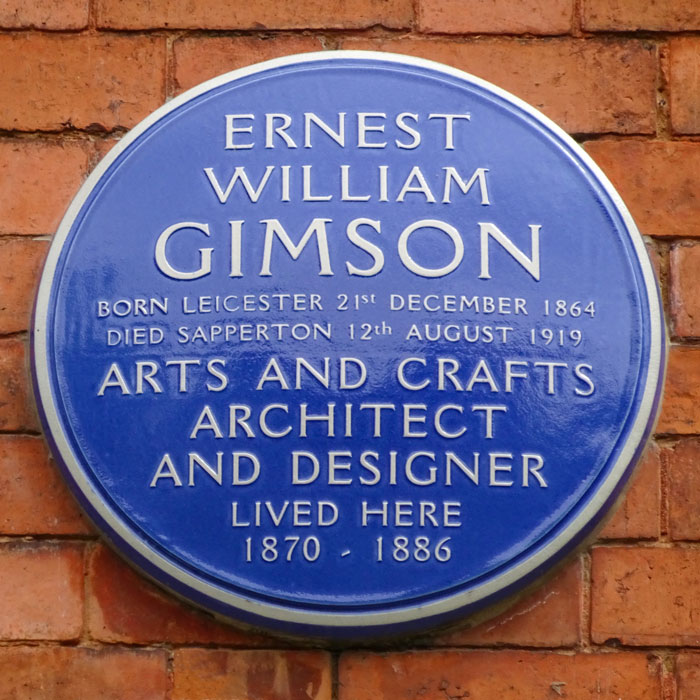 ERNEST
WILLIAM
GIMSON
BORN LEICESTER 21st DECEMBER 1864
DIED SAPPERTON 12th AUGUST 1919
ARTS AND CRAFTS
ARCHITECT
AND DESIGNER
LIVED HERE
1870 - 1886